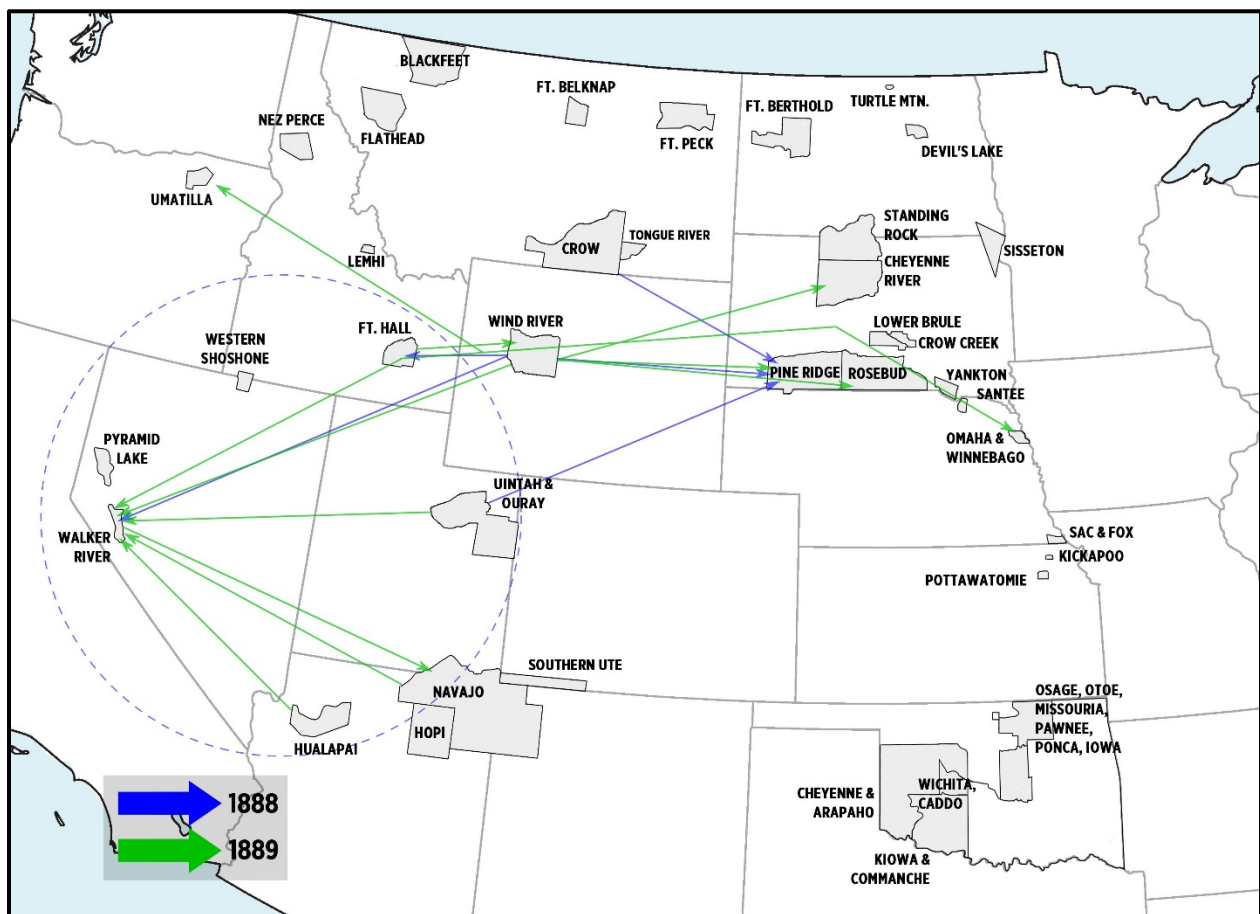 BLACKFEET
FT. BELKNAP
TURTLE MTN.
FT. BERTHOLD
NEZ PERCE
FLATHEAD
FT. PECK
DEVIL'S LAKE
UMATILLA
STANDING
ROCK
CROW
TONGUE RIVER
SISSETON
LEMHI
CHEYENNE
RIVER
WESTERN
SHOSHONE
FT. HALL
WIND RIVER
LOWER BRULE
CROW CREEK
PINE RIDGE
ROSEBUD
YANKTON
SANTEE
OMAHA &
WINNEBAGO
PYRAMID
LAKE
UINTAH &
OURAY
WALKER
RIVER
SAC & FOX
KICKAPOO
POTTAWATOMIE
SOUTHERN UTE
NAVAJO
HOPI
HUALAPAI
OSAGE, OTOE,
MISSOURIA,
PAWNEE,
PONCA, IOWA
WICHITA,
CADDO
CHEYENNE &
ARAPAHO
KIOWA &
COMMANCHE
1888
1889